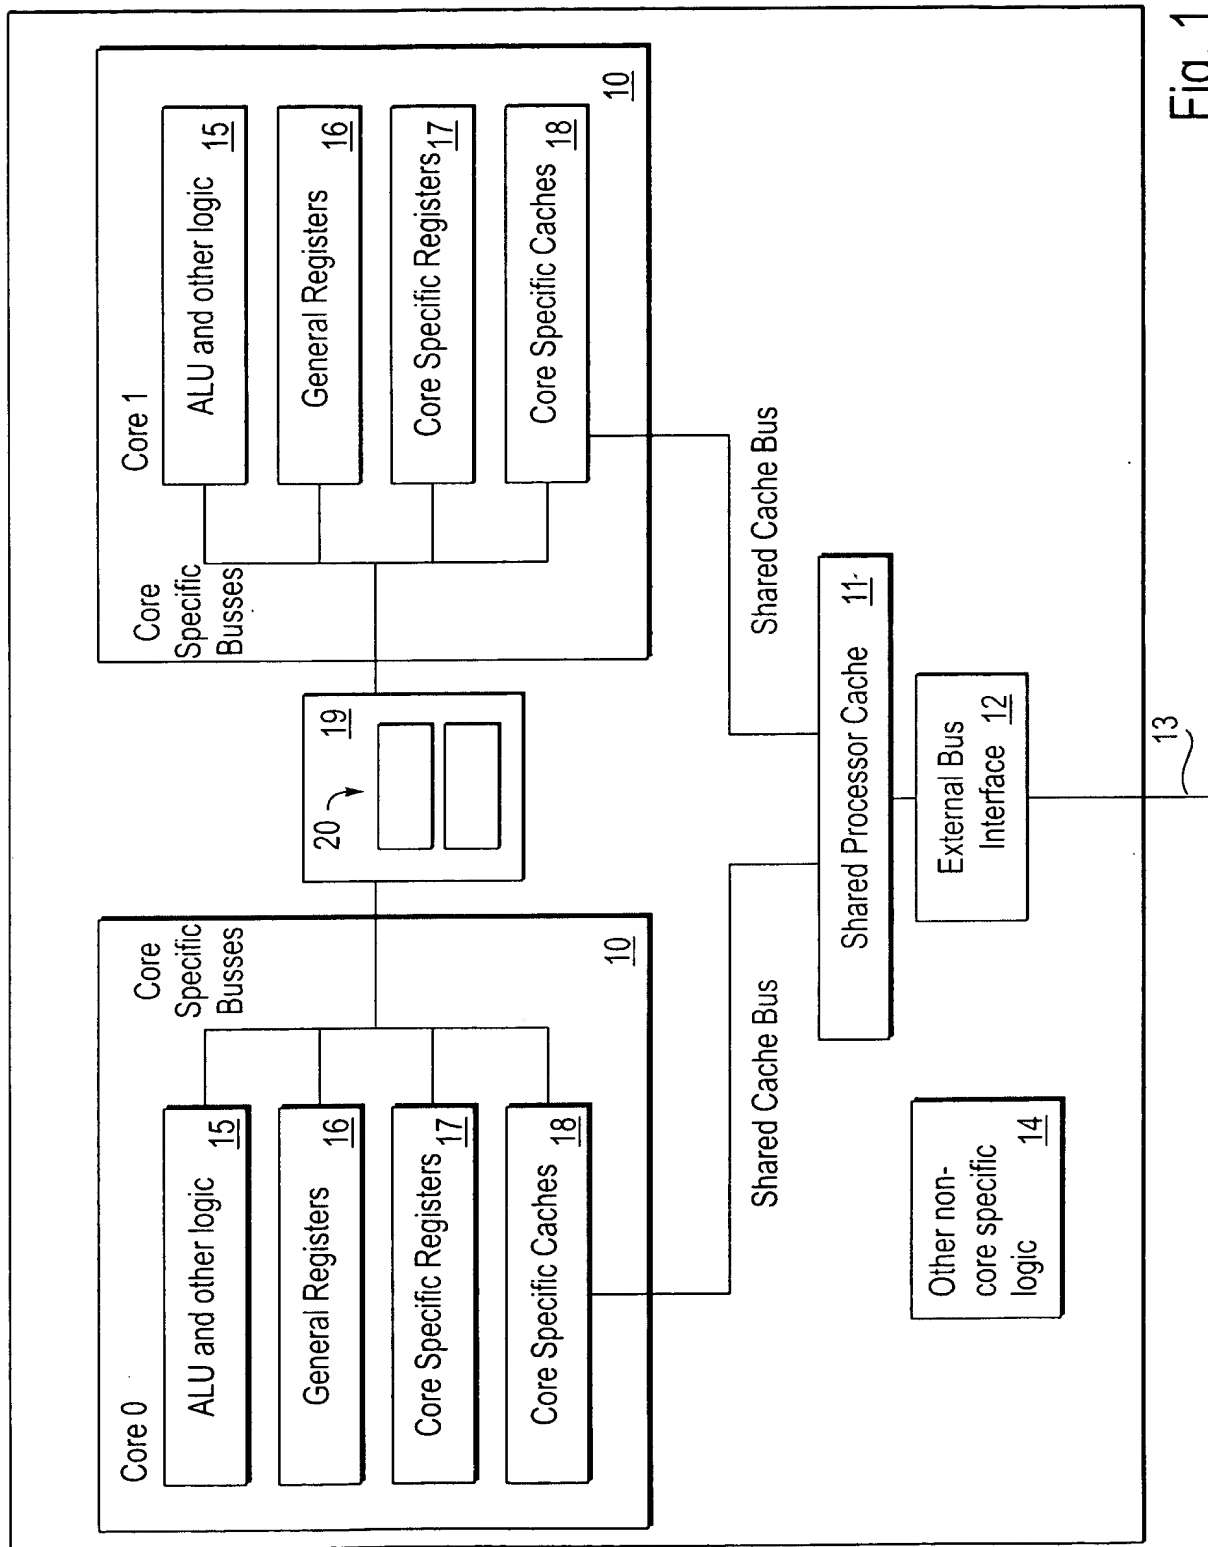 Core 0
ALU and other logic 15
General Registers 16
Core Specific Registers 17
Core Specific Caches 18
Core
Specific
Busses
10
20
19
Core 1
Core
Specific
Busses
ALU and other logic 15
General Registers 16
Core Specific Registers 17
Core Specific Caches 18
10
Shared Cache Bus
Shared Cache Bus
Shared Processor Cache 11
External Bus
Interface 12
13
Other non-
core specific
logic 14
Fig. 1